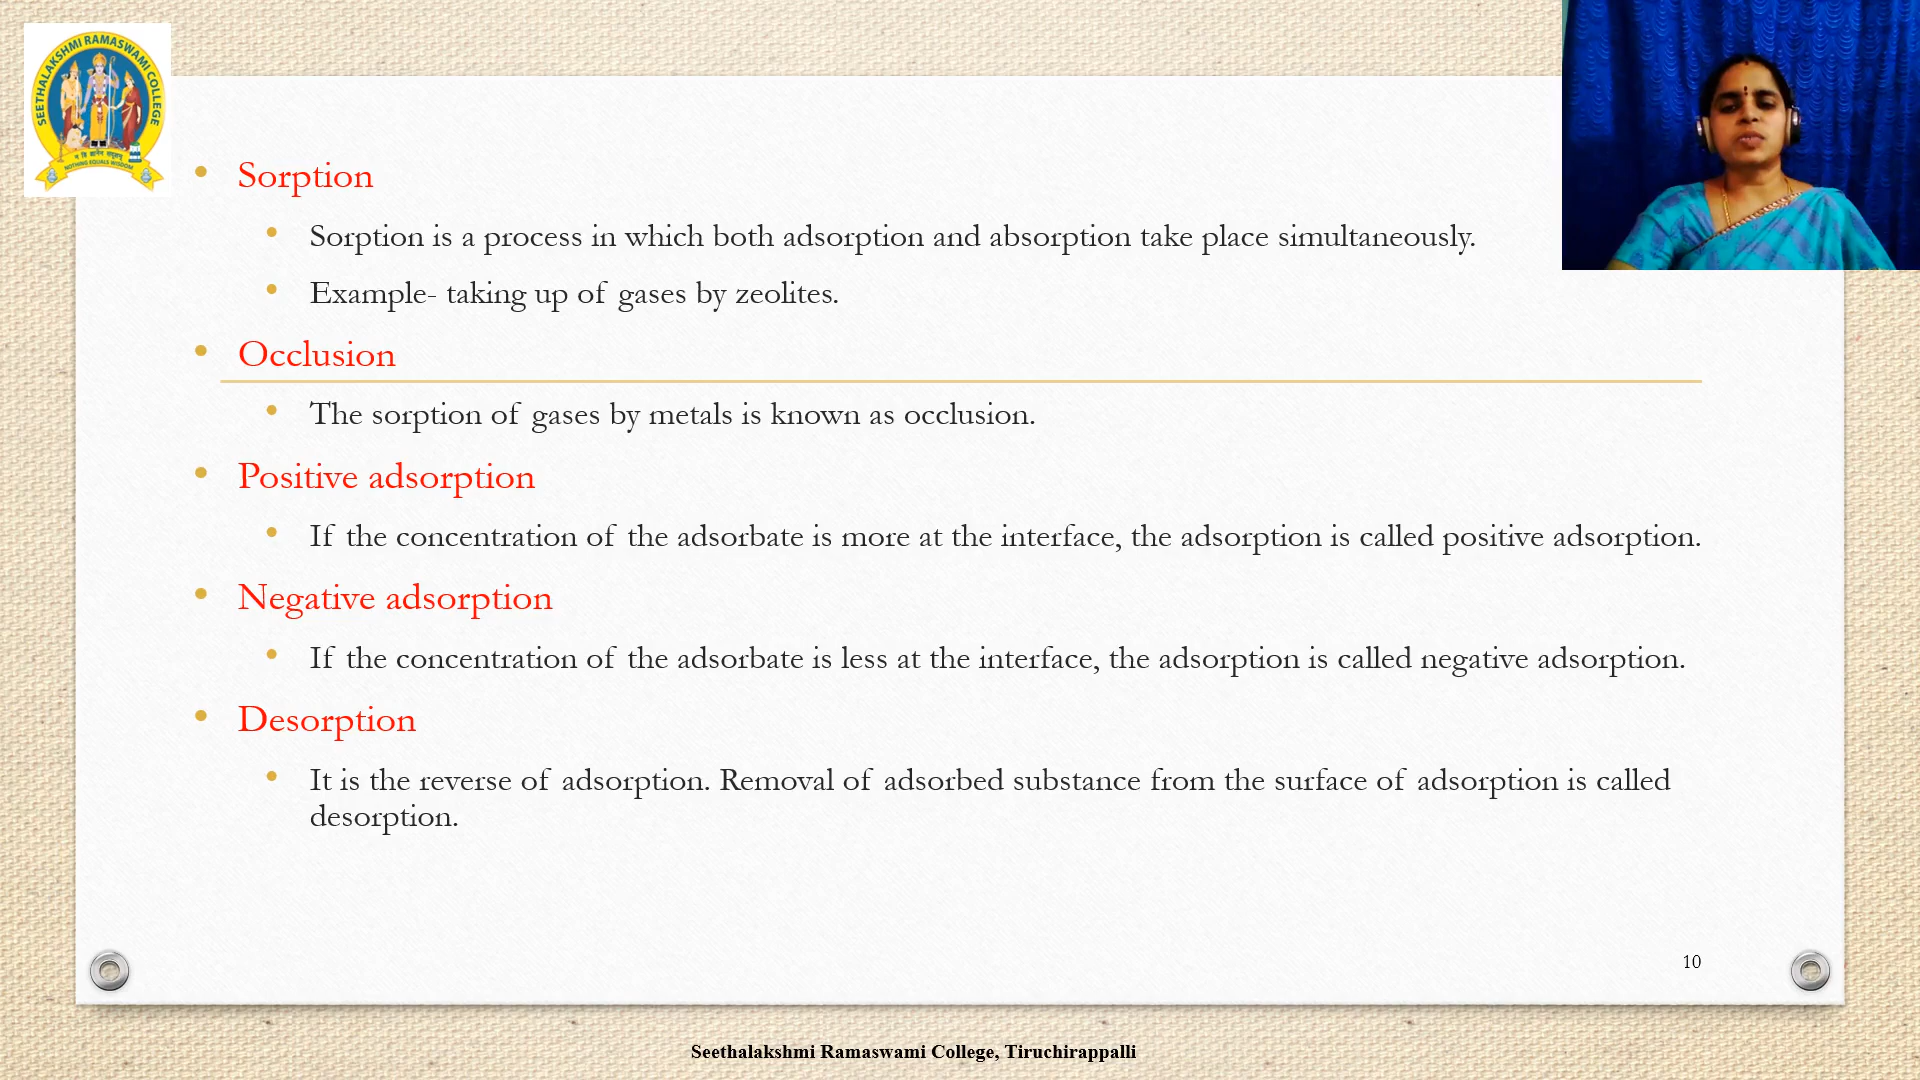 SEETHALAKSHMI RAMASWAMI COLLEGE
NOTHING EQUALS WISDOM
• Sorption
• Sorption is a process in which both adsorption and absorption take place simultaneously.
• Example- taking up of gases by zeolites.
• Occlusion
• The sorption of gases by metals is known as occlusion.
• Positive adsorption
• If the concentration of the adsorbate is more at the interface, the adsorption is called positive adsorption.
• Negative adsorption
• If the concentration of the adsorbate is less at the interface, the adsorption is called negative adsorption.
• Desorption
• It is the reverse of adsorption. Removal of adsorbed substance from the surface of adsorption is called
desorption.
10
Seethalakshmi Ramaswami College, Tiruchirappalli